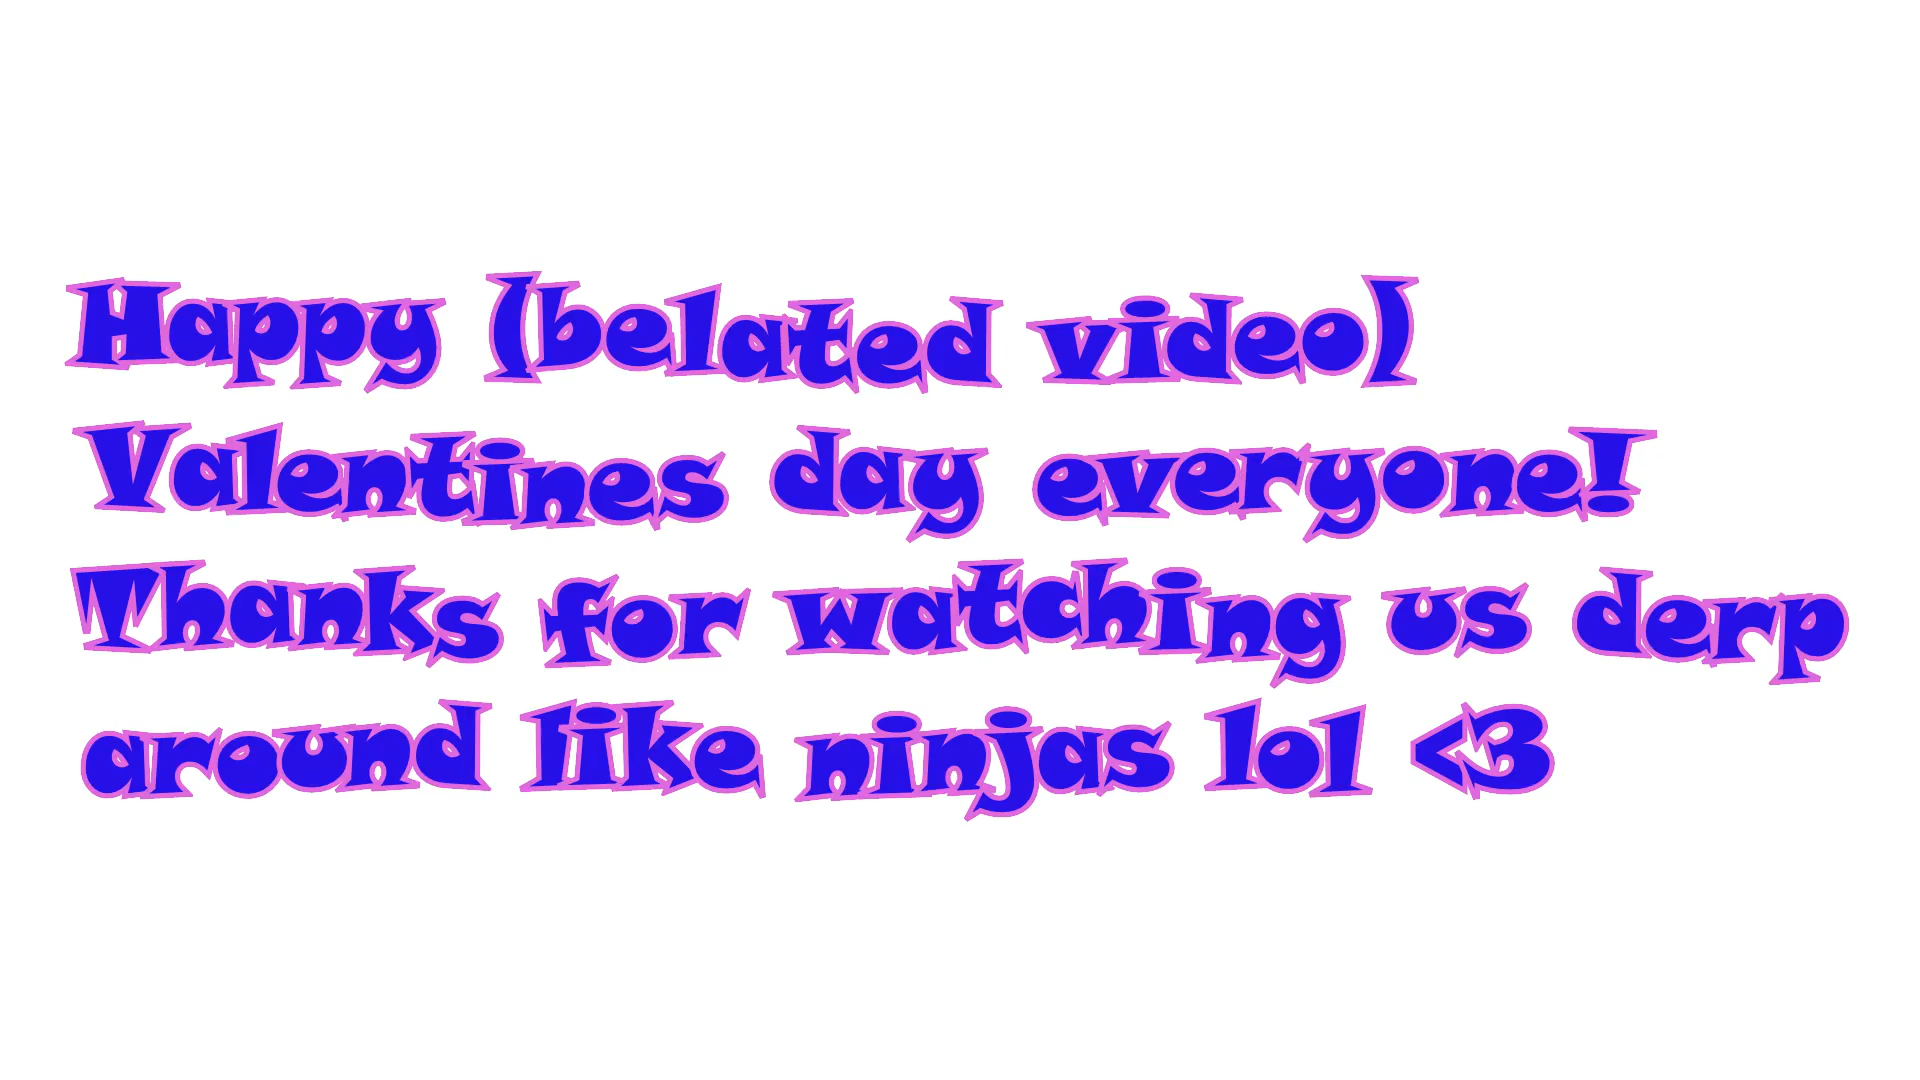 Happy (belated video)
Valentines day everyone!
Thanks for watching us derp
around like ninjas lol <3